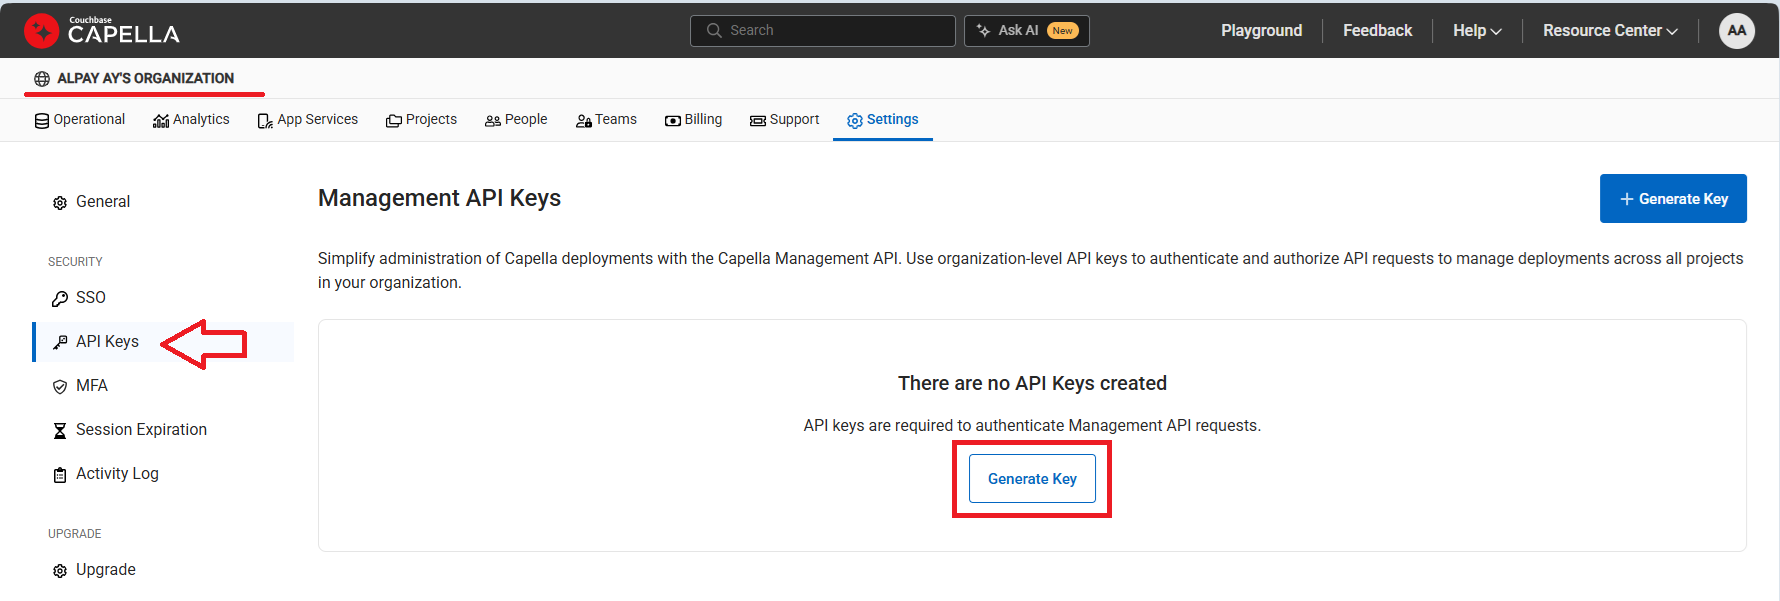 Couchbase
CAPELLA
Search
Ask AI New
Playground
Feedback
Help
Resource Center
AA
ALPAY AY'S ORGANIZATION
Operational
Analytics
App Services
Projects
People
Teams
Billing
Support
Settings
General
SECURITY
SSO
API Keys
MFA
Session Expiration
Activity Log
UPGRADE
Upgrade
Management API Keys
+ Generate Key
Simplify administration of Capella deployments with the Capella Management API. Use organization-level API keys to authenticate and authorize API requests to manage deployments across all projects
in your organization.
There are no API Keys created
API keys are required to authenticate Management API requests.
Generate Key